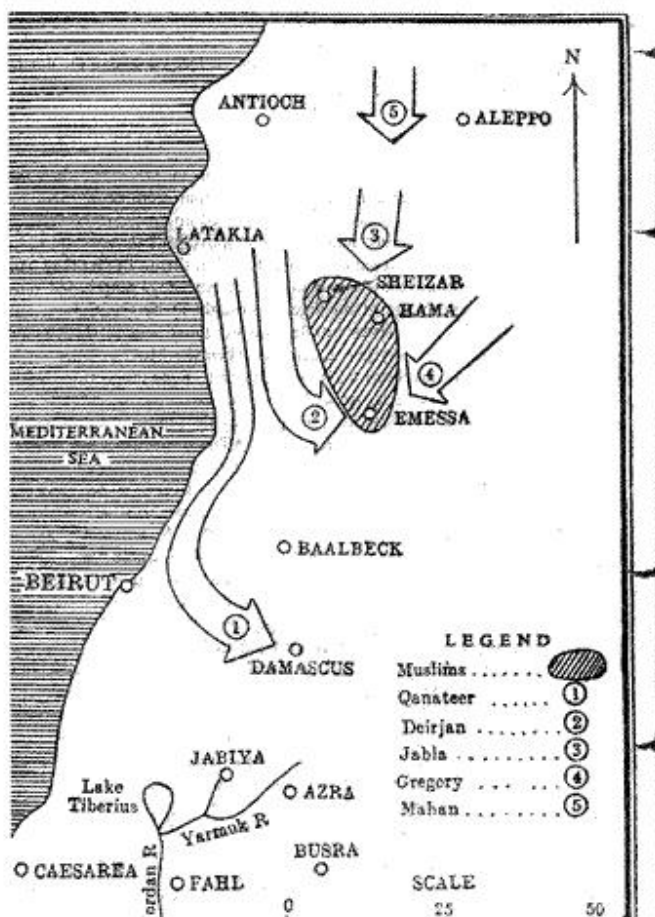 N
ANTIOCH
⑤
ALEPPO
③
LATAKIA
SHEIZAR
HAMA
④
②
EMESSA
MEDITERRANEAN
SEA
BAALBECK
BEIRUT
①
DAMASCUS
LEGEND
Muslims ......
Qanateer ...... ①
Deirjan ...... ②
Jabla ...... ③
Gregory ... ... ④
Mahan ...... ⑤
JABIYA
Lake
Tiberius
AZRA
Yarmuk R
BUSRA
CAESAREA
ordan R
FAHL
SCALE
0 25 50